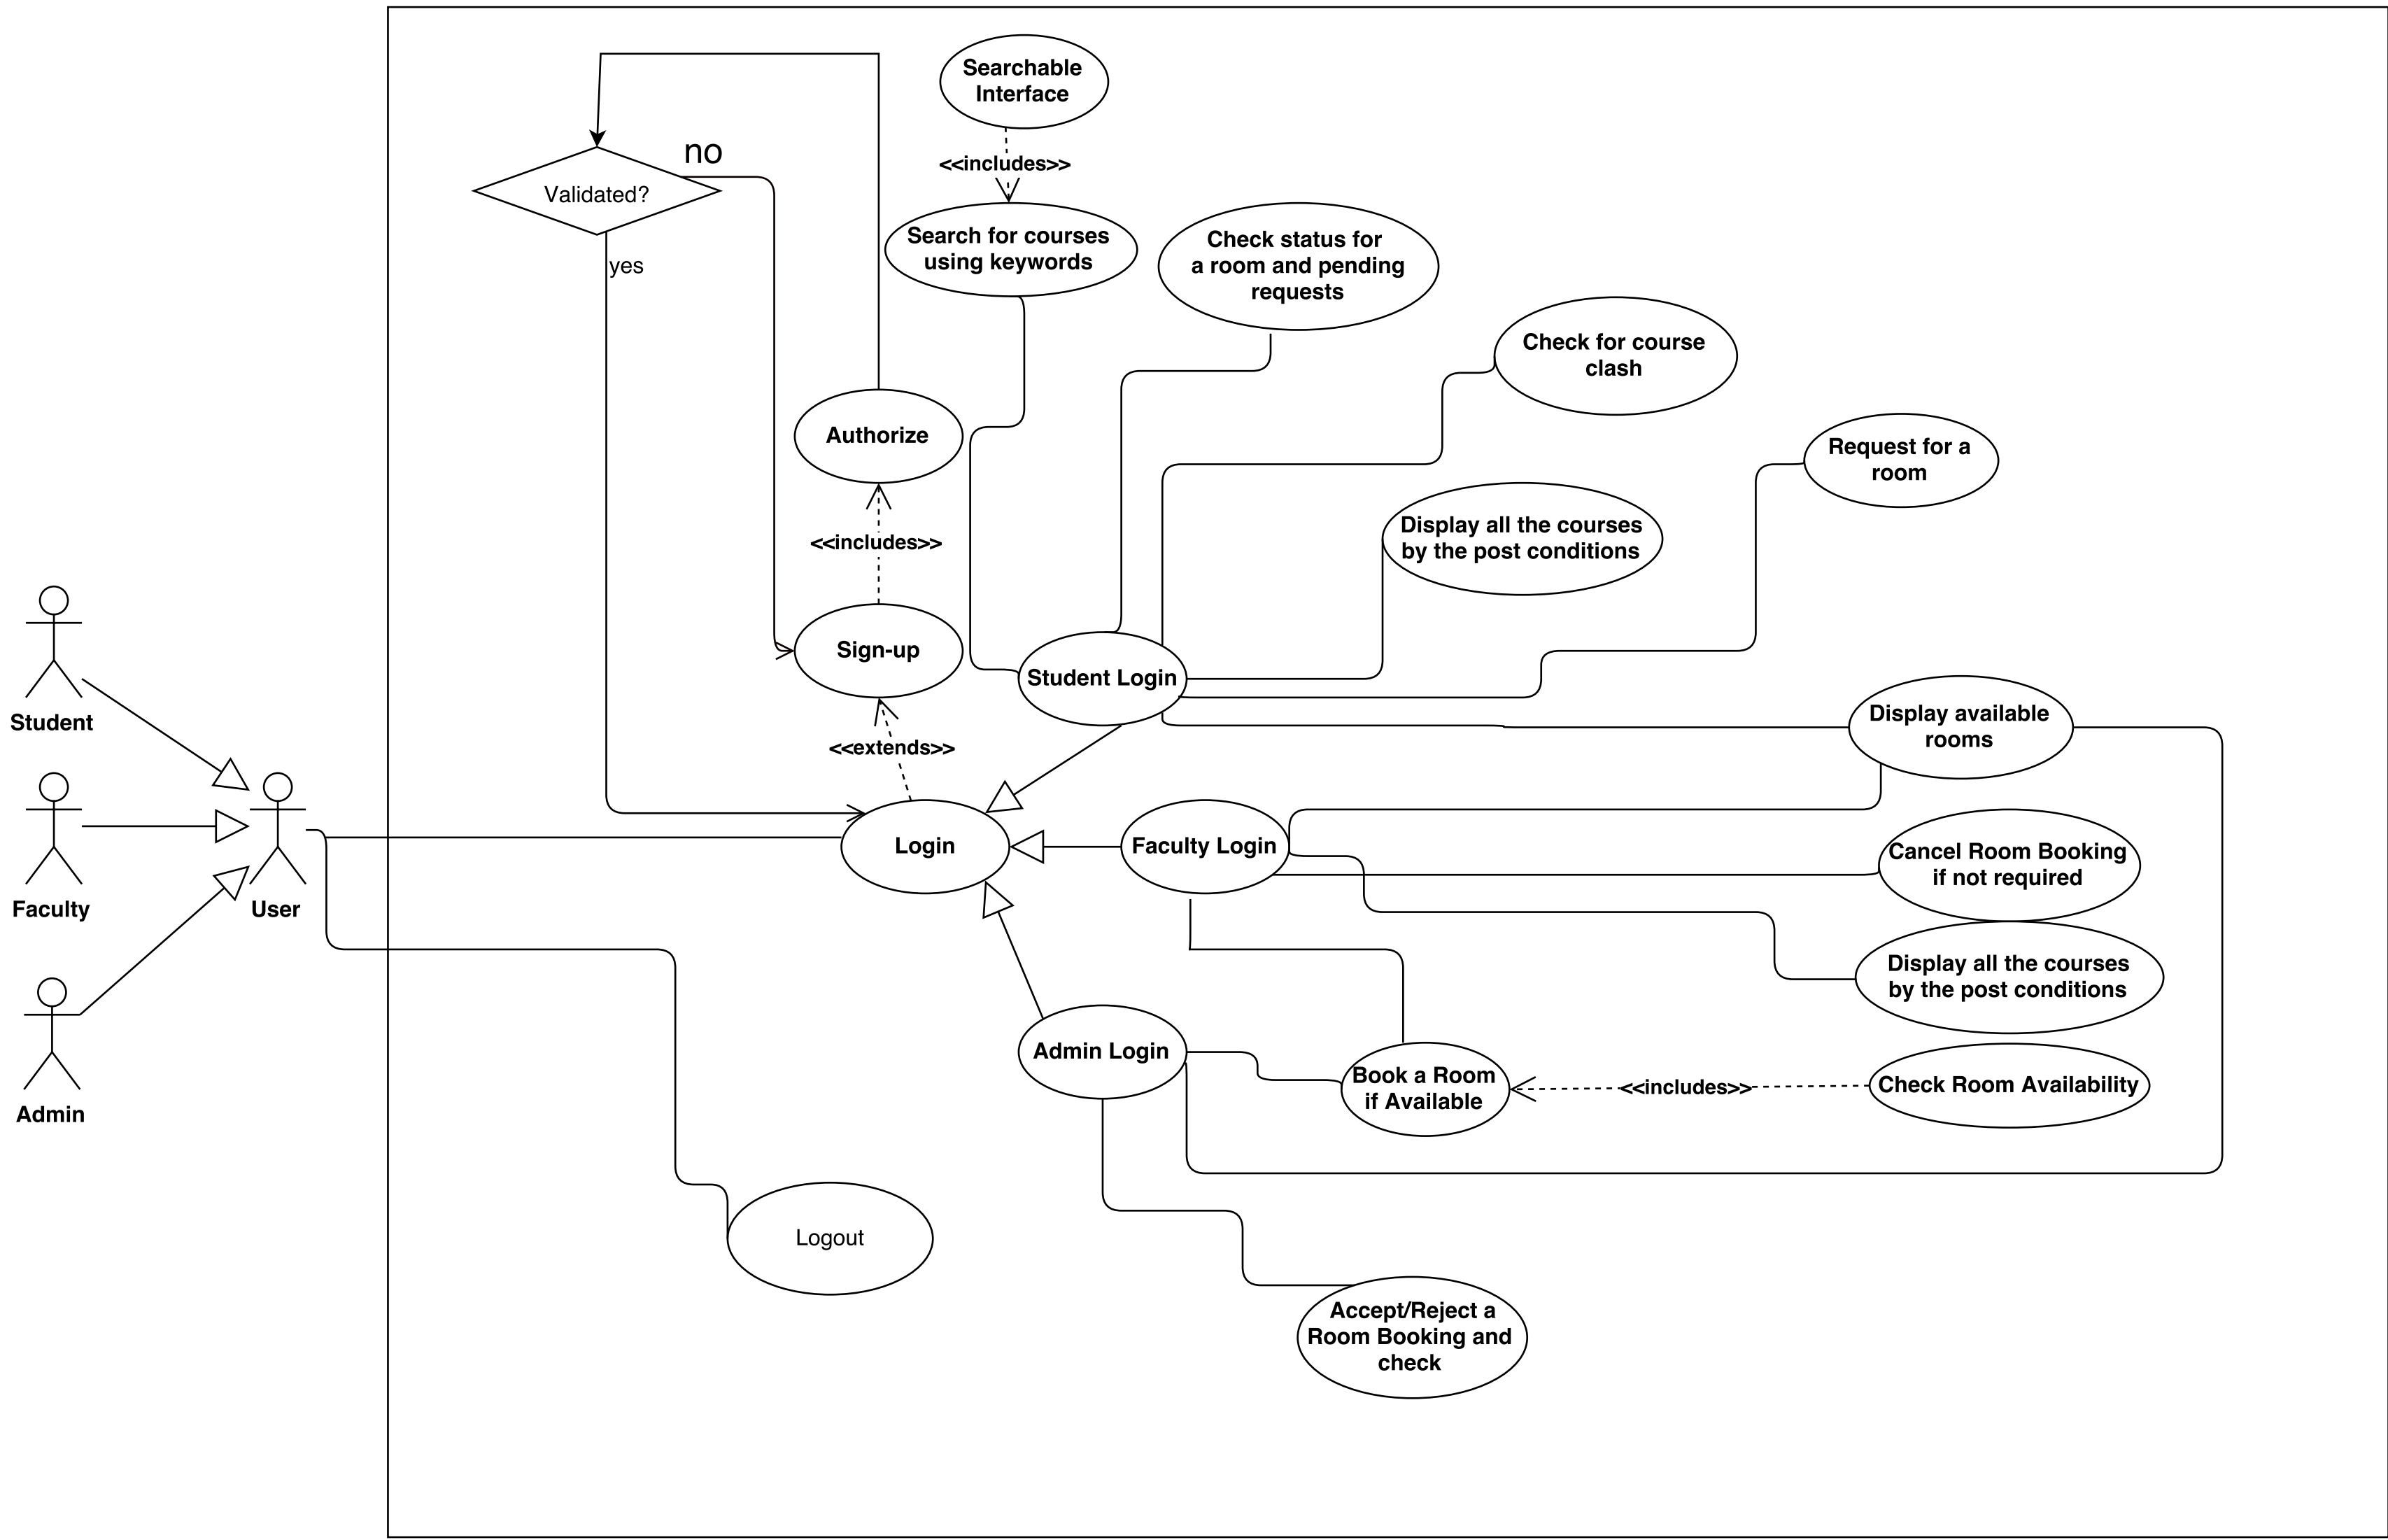 Searchable
Interface
no
<<includes>>
Validated?
Search for courses
using keywords
Check status for
a room and pending
requests
yes
Check for course
clash
Authorize
Request for a
room
Display all the courses
by the post conditions
<<includes>>
Sign-up
Student Login
Student
Display available
rooms
<<extends>>
Login
Faculty Login
Cancel Room Booking
if not required
Faculty
User
Display all the courses
by the post conditions
Admin Login
Book a Room
if Available
<<includes>>
Check Room Availability
Admin
Logout
Accept/Reject a
Room Booking and
check